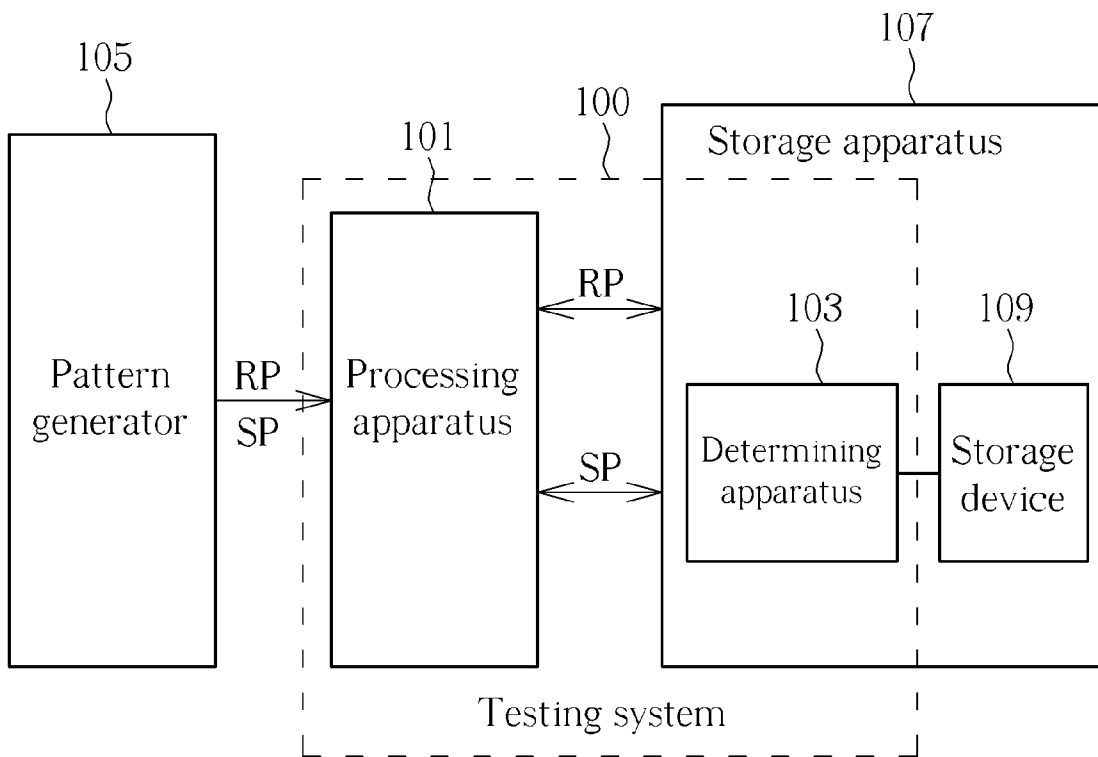 107
105
100
101
Storage apparatus
RP
103
109
Pattern
generator
RP
SP
Processing
apparatus
Determining
apparatus
Storage
device
SP
Testing system